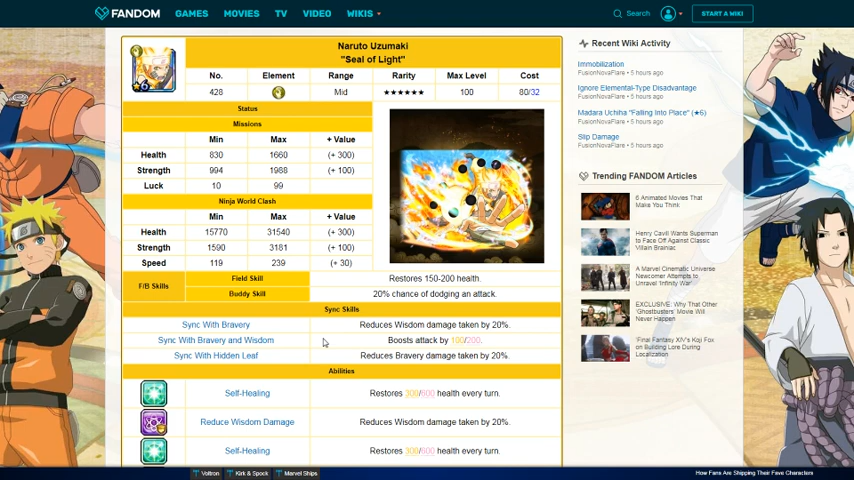 FANDOM GAMES MOVIES TV VIDEO WIKIS Search START A WIKI
Naruto Uzumaki
"Seal of Light"
No. Element Range Rarity Max Level Cost
428 Mid ★★★★★★ 100 80/32
Status
Missions
Min Max + Value
Health 830 1660 (+ 300)
Strength 994 1988 (+ 100)
Luck 10 99
Ninja World Clash
Min Max + Value
Health 15770 31540 (+ 300)
Strength 1590 3181 (+ 100)
Speed 119 239 (+ 30)
F/B Skills
Field Skill Restores 150-200 health.
Buddy Skill 20% chance of dodging an attack.
Sync Skills
Sync With Bravery Reduces Wisdom damage taken by 20%.
Sync With Bravery and Wisdom Boosts attack by 100/200.
Sync With Hidden Leaf Reduces Bravery damage taken by 20%.
Abilities
Self-Healing Restores 300/600 health every turn.
Reduce Wisdom Damage Reduces Wisdom damage taken by 20%.
Self-Healing Restores 300/600 health every turn.
Recent Wiki Activity
Immobilization
FusionNovaFlare • 5 hours ago
Ignore Elemental-Type Disadvantage
FusionNovaFlare • 5 hours ago
Madara Uchiha "Falling Into Place" (★6)
FusionNovaFlare • 5 hours ago
Slip Damage
FusionNovaFlare • 5 hours ago
Trending FANDOM Articles
6 Animated Movies That
Make You Think
Henry Cavill Wants Superman
to Face Off Against Classic
Villain Brainiac
A Marvel Cinematic Universe
Newcomer Attempts to
Unravel 'Infinity War'
EXCLUSIVE: Why That Other
'Ghostbusters' Movie Will
Never Happen
'Final Fantasy XIV's Koji Fox
on Building Lore During
Localization
Voltron Kirk & Spock Marvel Ships How Fans Are Shipping Their Fave Characters